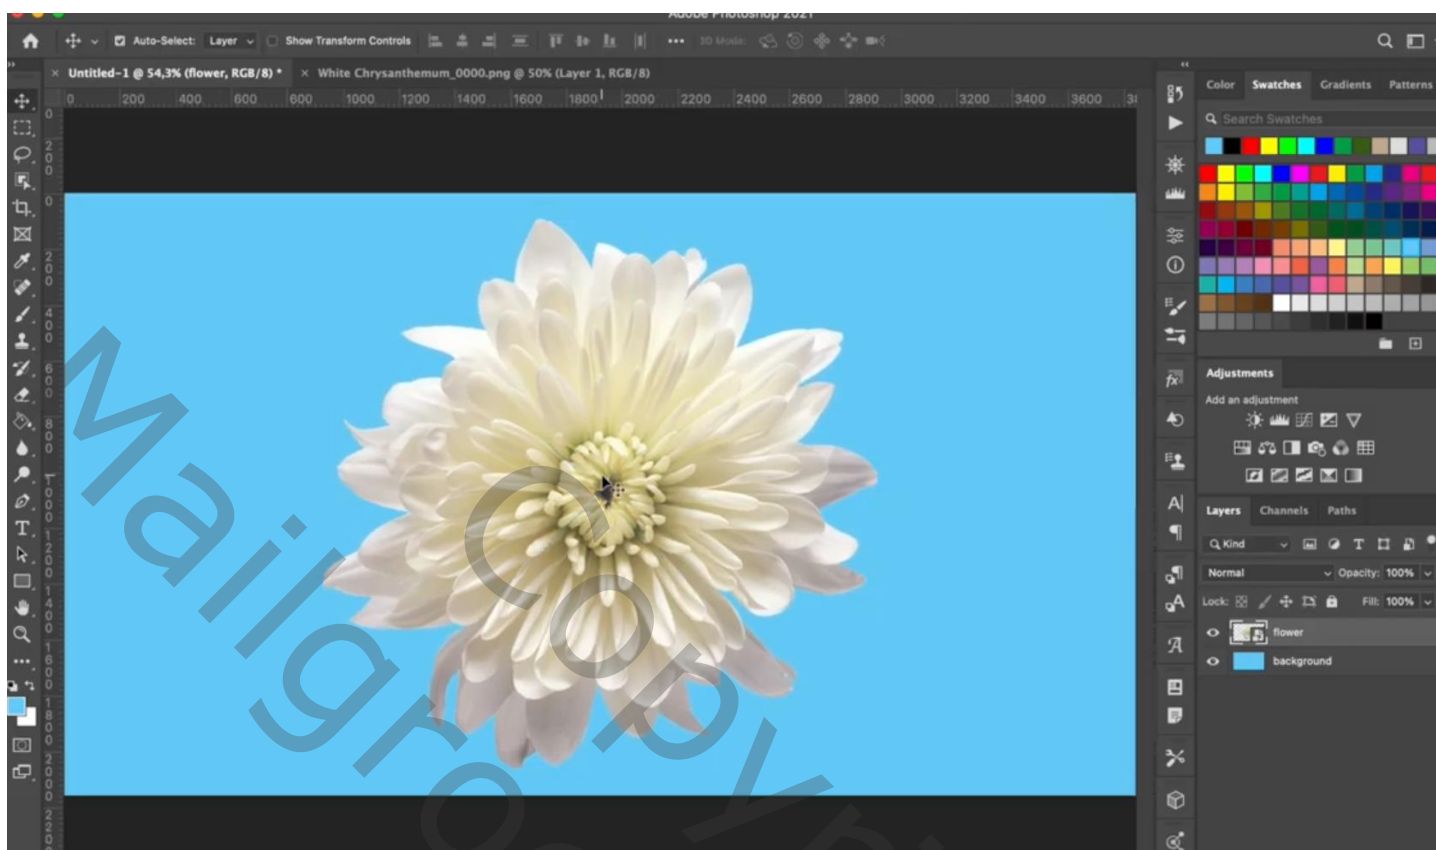 Adobe Photoshop 2021
Auto-Select: Layer Show Transform Controls 3D Mode:
× Untitled-1 @ 54,3% (flower, RGB/8) * × White Chrysanthemum_0000.png @ 50% (Layer 1, RGB/8)
0 200 400 600 800 1000 1200 1400 1600 1800 2000 2200 2400 2600 2800 3000 3200 3400 3600
Color Swatches Gradients Patterns
Search Swatches
Adjustments
Add an adjustment
Layers Channels Paths
Kind
Normal Opacity: 100%
Lock: Fill: 100%
flower
background